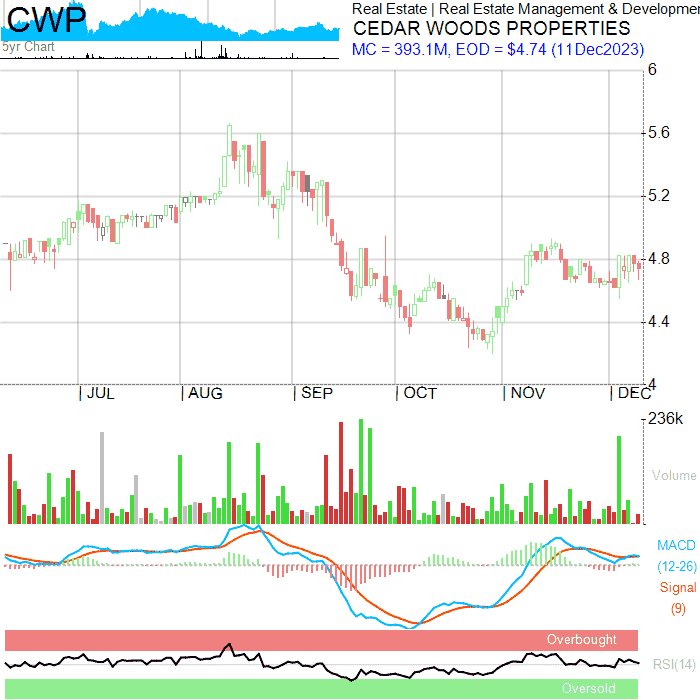 CWP
5yr Chart
Real Estate | Real Estate Management & Developmen
CEDAR WOODS PROPERTIES
MC = 393.1M, EOD = $4.74 (11Dec2023)
6
5.6
5.2
4.8
4.4
4
JUL AUG SEP OCT NOV DEC
236k
Volume
MACD
(12-26)
Signal
(9)
Overbought
RSI(14)
Oversold